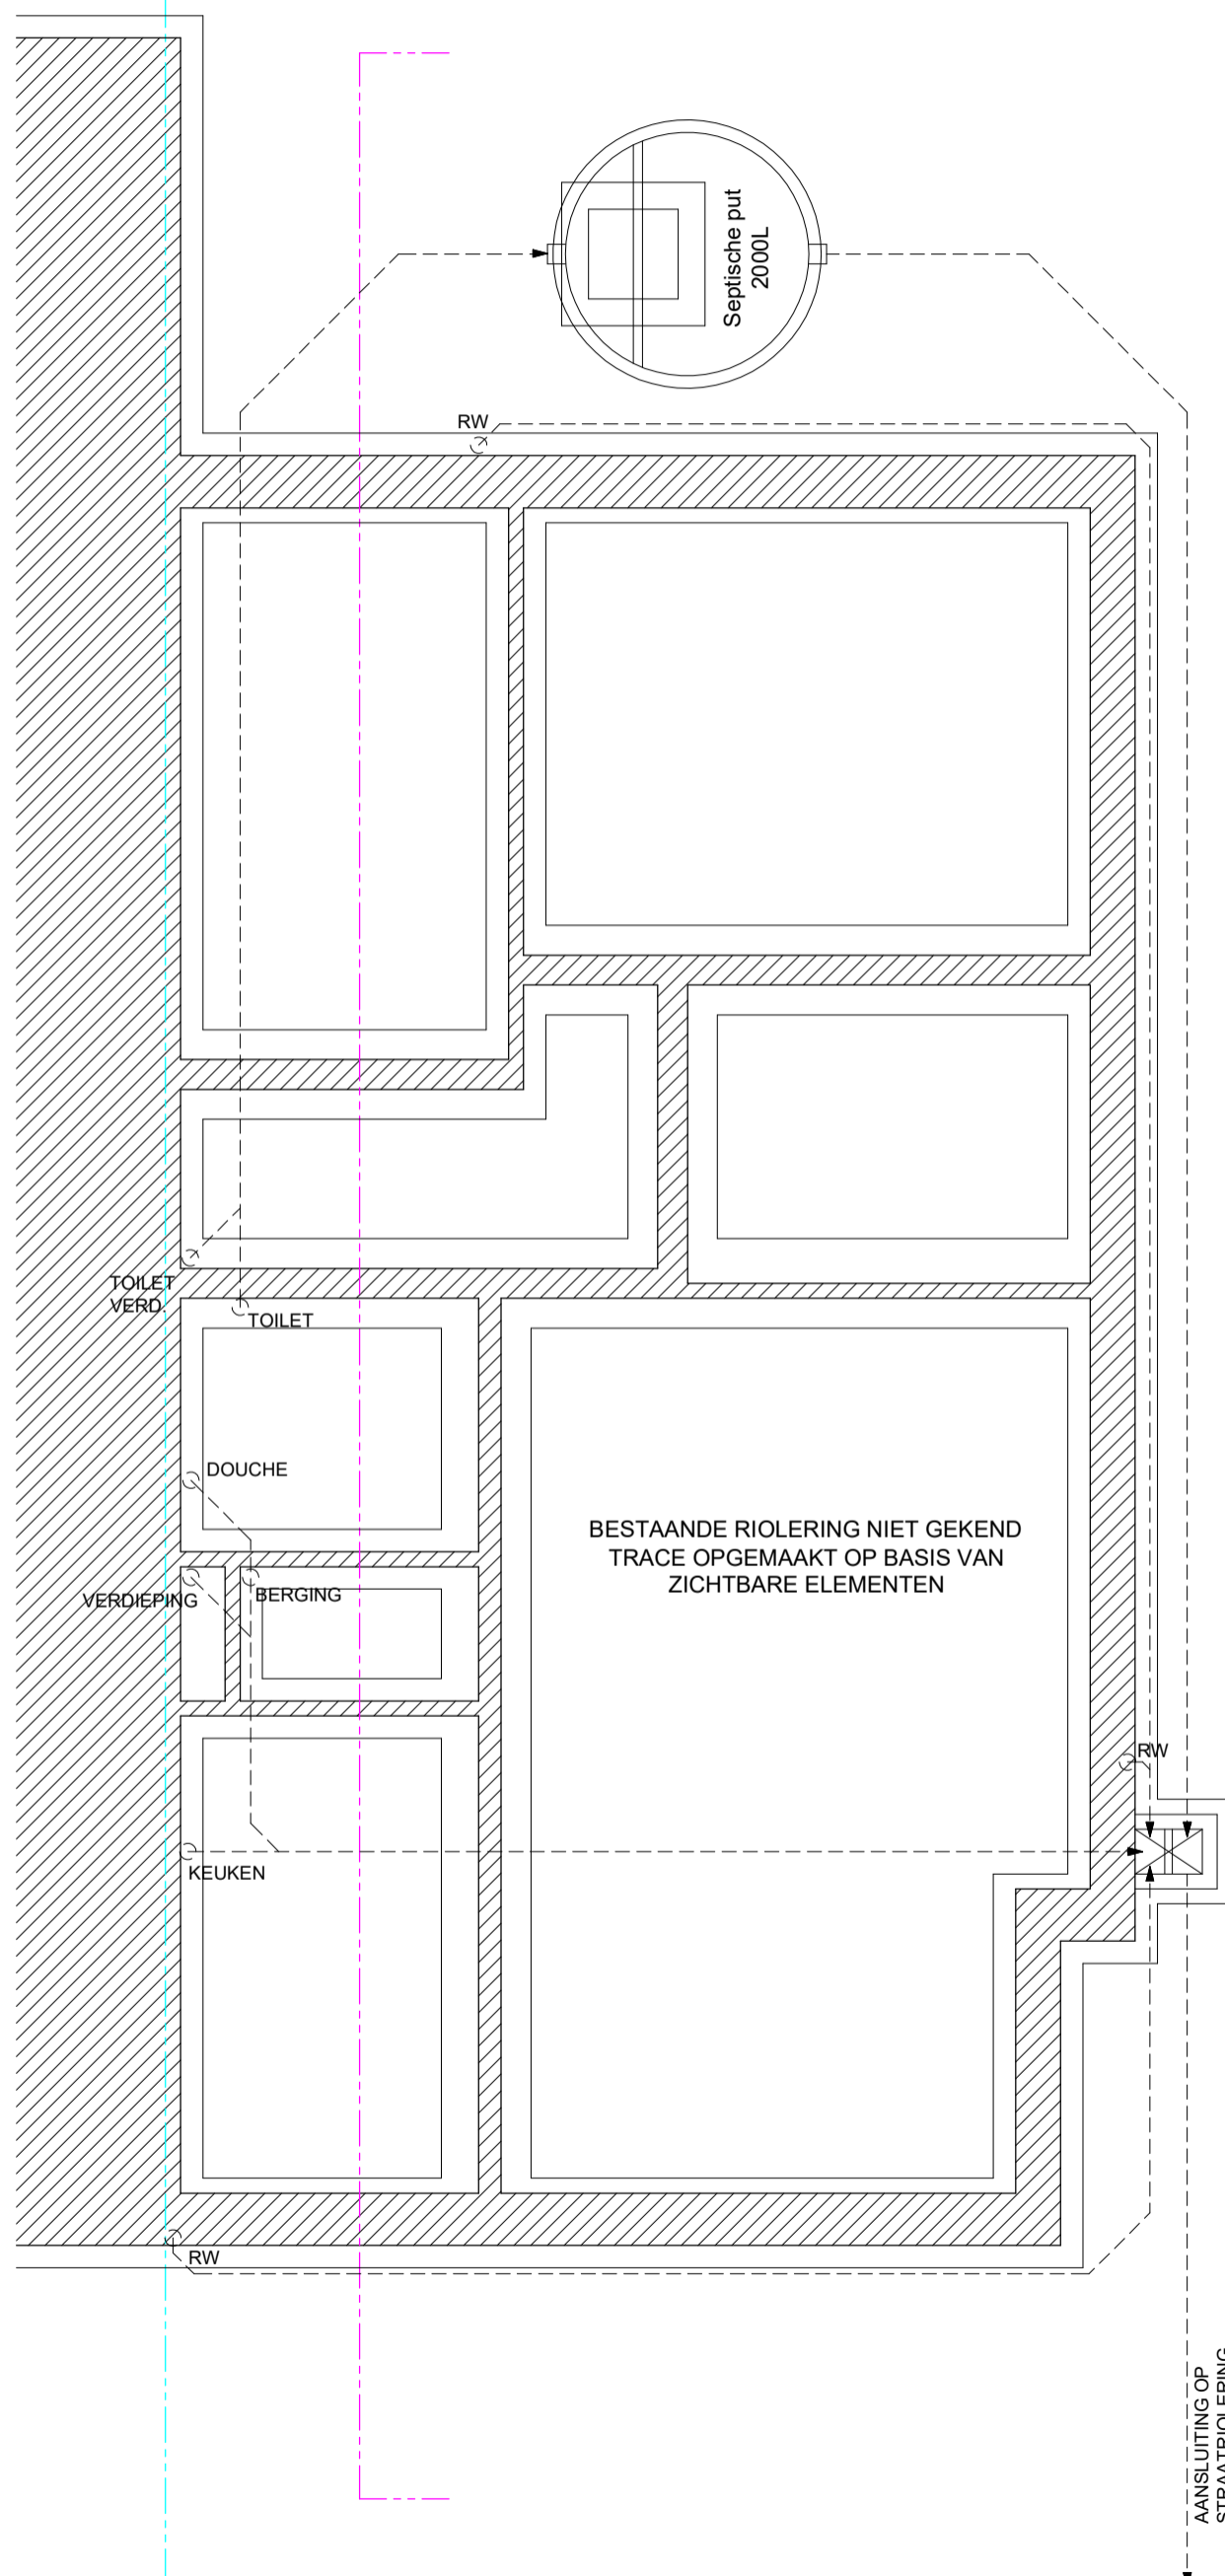 Septische put
2000L
RW
TOILET
VERD.
TOILET
DOUCHE
BESTAANDE RIOLERING NIET GEKEND
TRACE OPGEMAAKT OP BASIS VAN
ZICHTBARE ELEMENTEN
VERDIEPING
BERGING
RW
KEUKEN
RW
AANSLUITING OP
STRAATRIOLERING